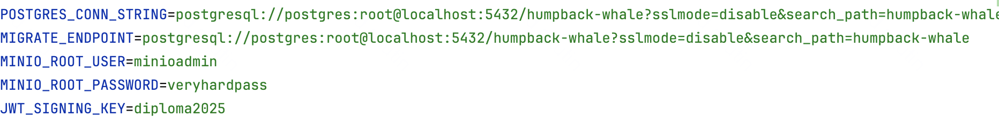 POSTGRES_CONN_STRING=postgresql://postgres:root@localhost:5432/humpback-whale?sslmode=disable&search_path=humpback-whale
MIGRATE_ENDPOINT=postgresql://postgres:root@localhost:5432/humpback-whale?sslmode=disable&search_path=humpback-whale
MINIO_ROOT_USER=minioadmin
MINIO_ROOT_PASSWORD=veryhardpass
JWT_SIGNING_KEY=diploma2025